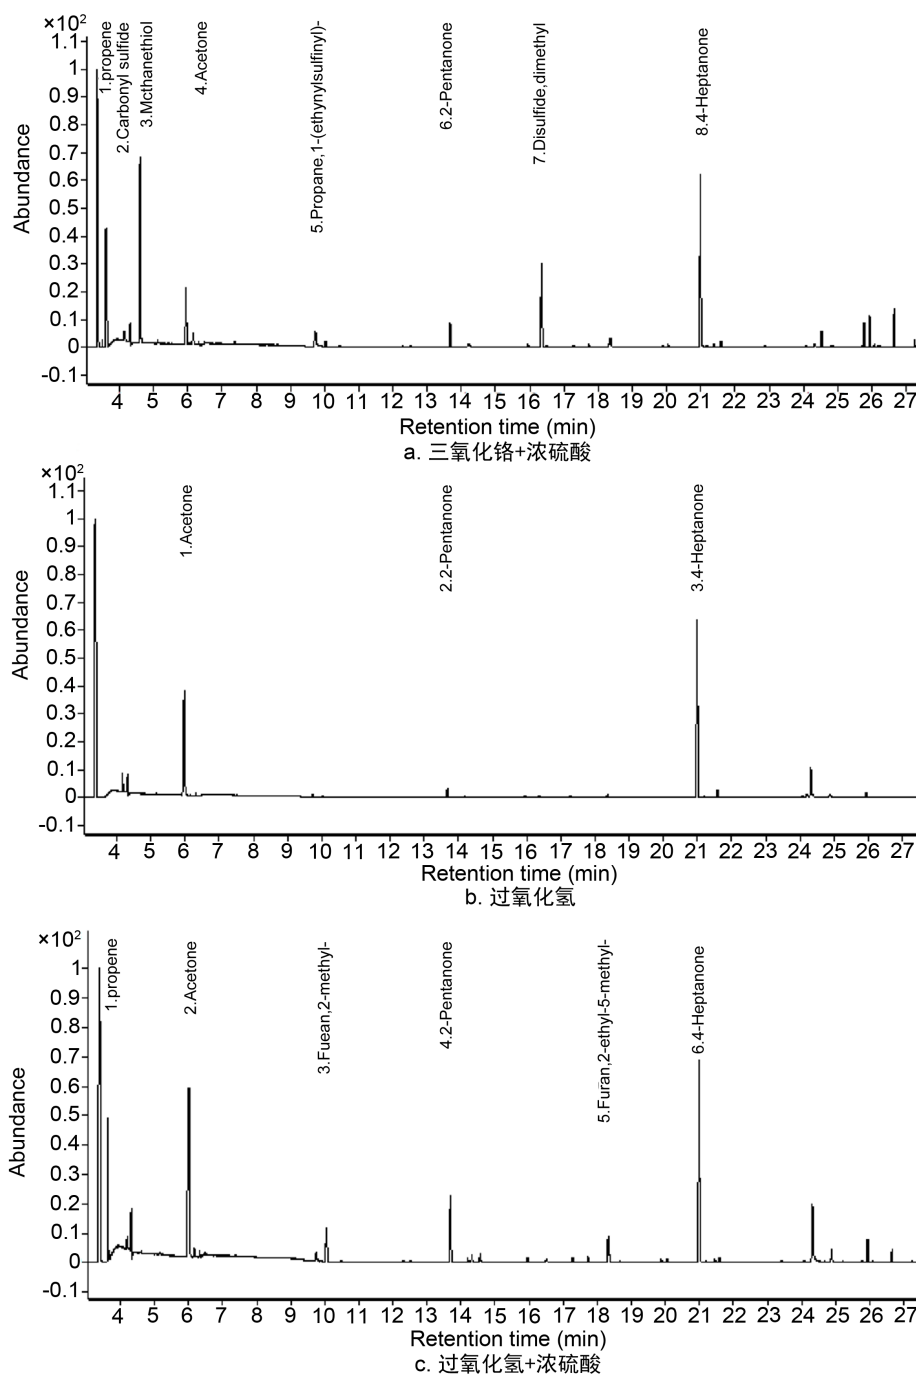 ×10²
1.propene
2.Carbonyl sulfide
3.Mcthanethiol
4.Acetone
5.Propane,1-(ethynylsulfinyl)-
6.2-Pentanone
7.Disulfide,dimethyl
8.4-Heptanone
Abundance
1.1
1
0.9
0.8
0.7
0.6
0.5
0.4
0.3
0.2
0.1
0
-0.1
4 5 6 7 8 9 10 11 12 13 14 15 16 17 18 19 20 21 22 23 24 25 26 27
Retention time (min)
a. 三氧化铬+浓硫酸
×10²
1.Acetone
2.2-Pentanone
3.4-Heptanone
Abundance
1.1
1
0.9
0.8
0.7
0.6
0.5
0.4
0.3
0.2
0.1
0
-0.1
4 5 6 7 8 9 10 11 12 13 14 15 16 17 18 19 20 21 22 23 24 25 26 27
Retention time (min)
b. 过氧化氢
×10²
1.propene
2.Acetone
3.Fuean,2-methyl-
4.2-Pentanone
5.Furan,2-ethyl-5-methyl-
6.4-Heptanone
Abundance
1
0.9
0.8
0.7
0.6
0.5
0.4
0.3
0.2
0.1
0
-0.1
4 5 6 7 8 9 10 11 12 13 14 15 16 17 18 19 20 21 22 23 24 25 26 27
Retention time (min)
c. 过氧化氢+浓硫酸